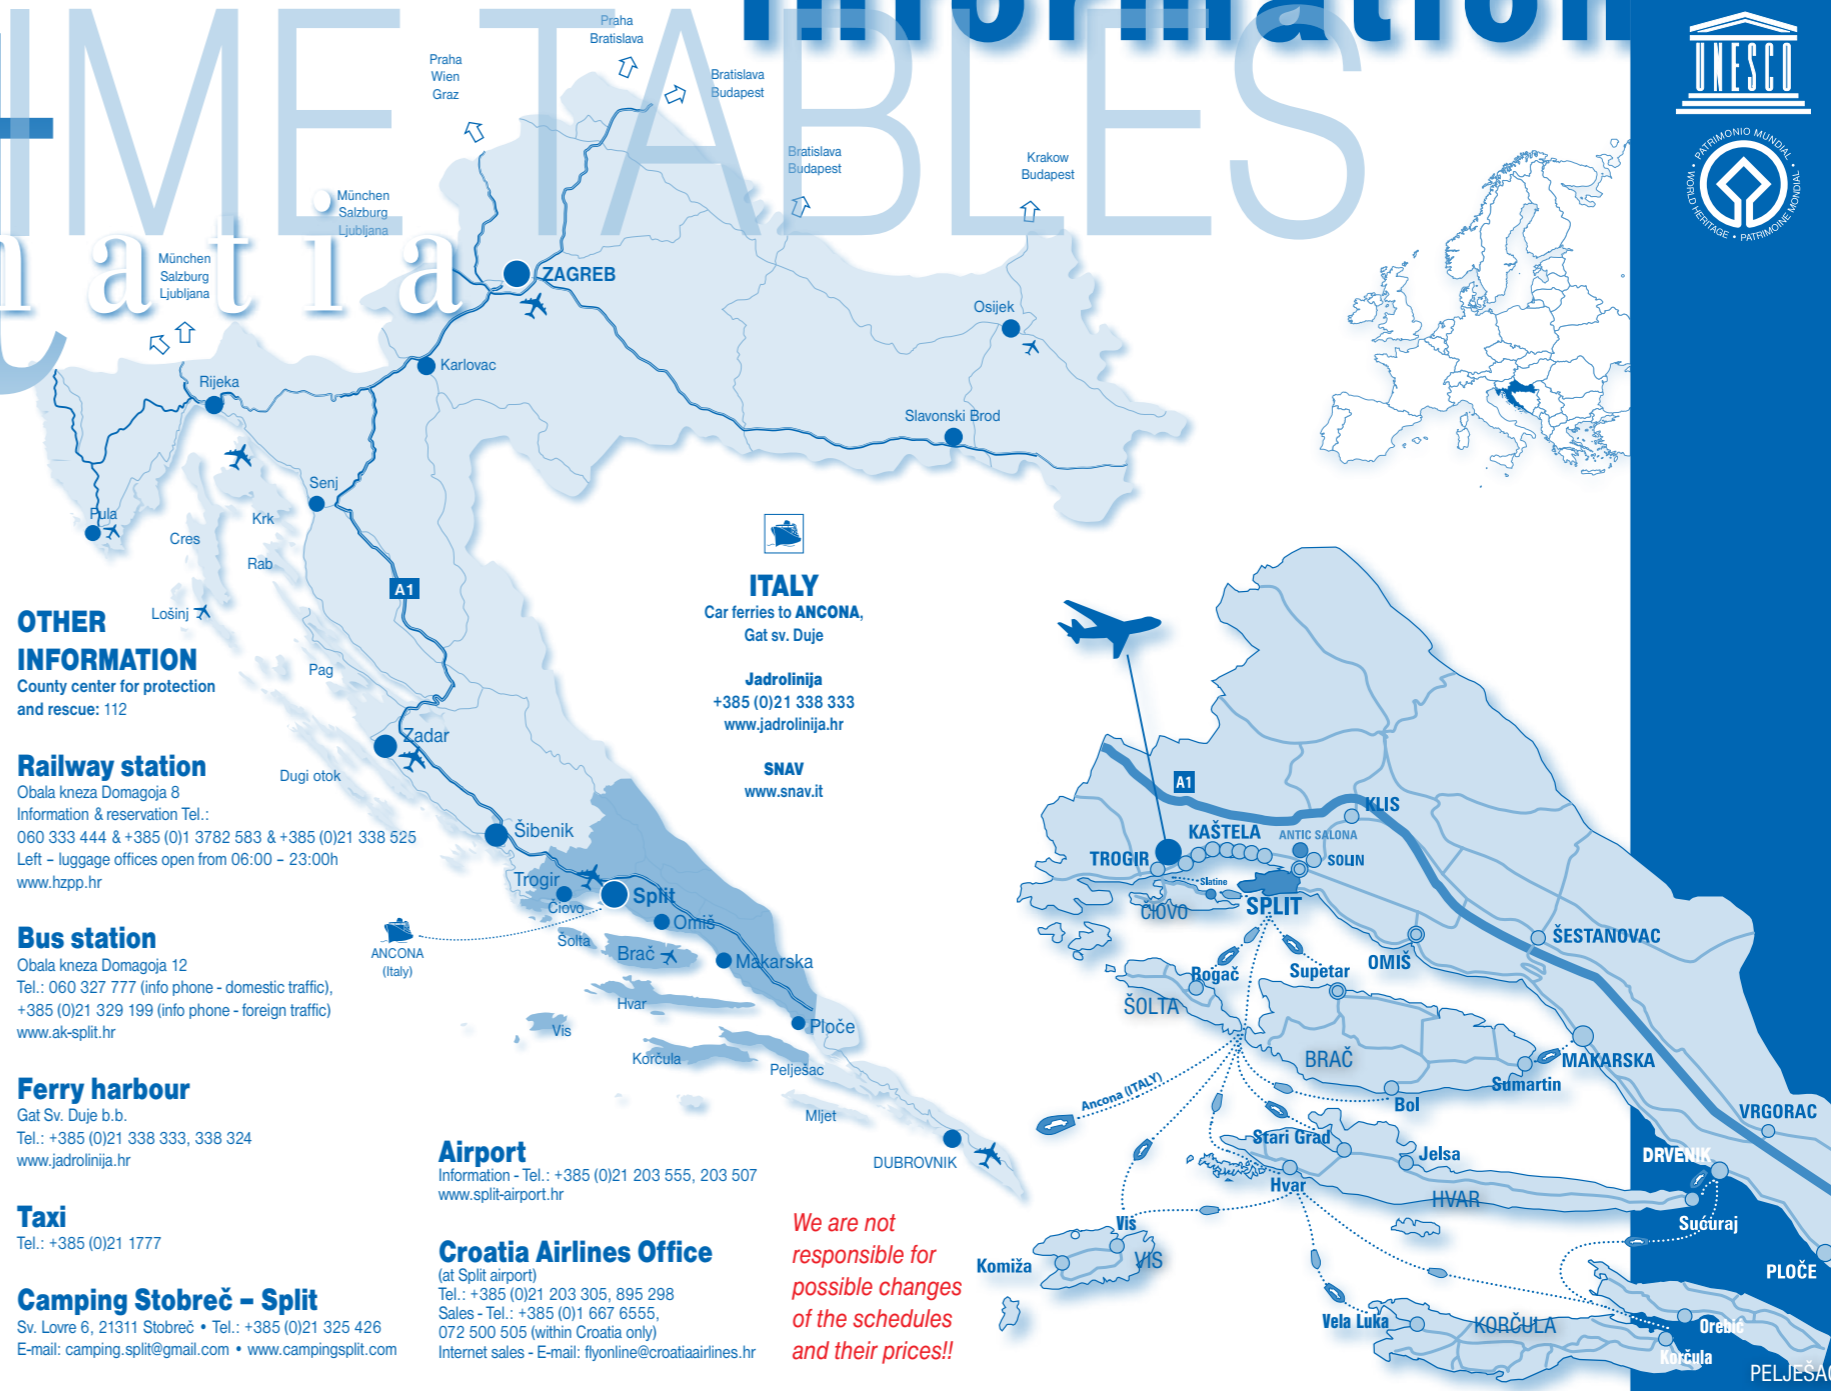 TIME TABLES
Information
matia
UNESCO
PATRIMONIO MUNDIAL • WORLD HERITAGE • PATRIMOINE MONDIAL •
Praha
Bratislava
Praha
Wien
Graz
Bratislava
Budapest
Bratislava
Budapest
Krakow
Budapest
München
Salzburg
Ljubljana
München
Salzburg
Ljubljana
ZAGREB
Osijek
Karlovac
Rijeka
Slavonski Brod
Senj
Pula
Krk
Cres
Rab
A1
Lošinj
Pag
Zadar
Dugi otok
Šibenik
Trogir
Čiovo
Split
Omiš
Šolta
Brač
Makarska
ANCONA
(Italy)
Hvar
Vis
Ploče
Korčula
Pelješac
Mljet
DUBROVNIK
OTHER
INFORMATION
County center for protection
and rescue: 112
Railway station
Obala kneza Domagoja 8
Information & reservation Tel.:
060 333 444 & +385 (0)1 3782 583 & +385 (0)21 338 525
Left – luggage offices open from 06:00 – 23:00h
www.hzpp.hr
Bus station
Obala kneza Domagoja 12
Tel.: 060 327 777 (info phone - domestic traffic),
+385 (0)21 329 199 (info phone - foreign traffic)
www.ak-split.hr
Ferry harbour
Gat Sv. Duje b.b.
Tel.: +385 (0)21 338 333, 338 324
www.jadrolinija.hr
Taxi
Tel.: +385 (0)21 1777
Camping Stobreč – Split
Sv. Lovre 6, 21311 Stobreč • Tel.: +385 (0)21 325 426
E-mail: camping.split@gmail.com • www.campingsplit.com
Airport
Information - Tel.: +385 (0)21 203 555, 203 507
www.split-airport.hr
Croatia Airlines Office
(at Split airport)
Tel.: +385 (0)21 203 305, 895 298
Sales - Tel.: +385 (0)1 667 6555,
072 500 505 (within Croatia only)
Internet sales - E-mail: flyonline@croatiaairlines.hr
ITALY
Car ferries to ANCONA,
Gat sv. Duje
Jadrolinija
+385 (0)21 338 333
www.jadrolinija.hr
SNAV
www.snav.it
We are not
responsible for
possible changes
of the schedules
and their prices!!
A1
KLIS
KAŠTELA
ANTIC SALONA
TROGIR
SOLIN
Slatine
ČIOVO
SPLIT
ŠESTANOVAC
OMIŠ
Rogač
Supetar
ŠOLTA
BRAČ
MAKARSKA
Sumartin
Ancona (ITALY)
Bol
VRGORAC
Stari Grad
Jelsa
DRVENIK
Hvar
HVAR
Sućuraj
Vis
Komiža
VIS
PLOČE
Vela Luka
KORČULA
Orebić
Korčula
PELJEŠAC